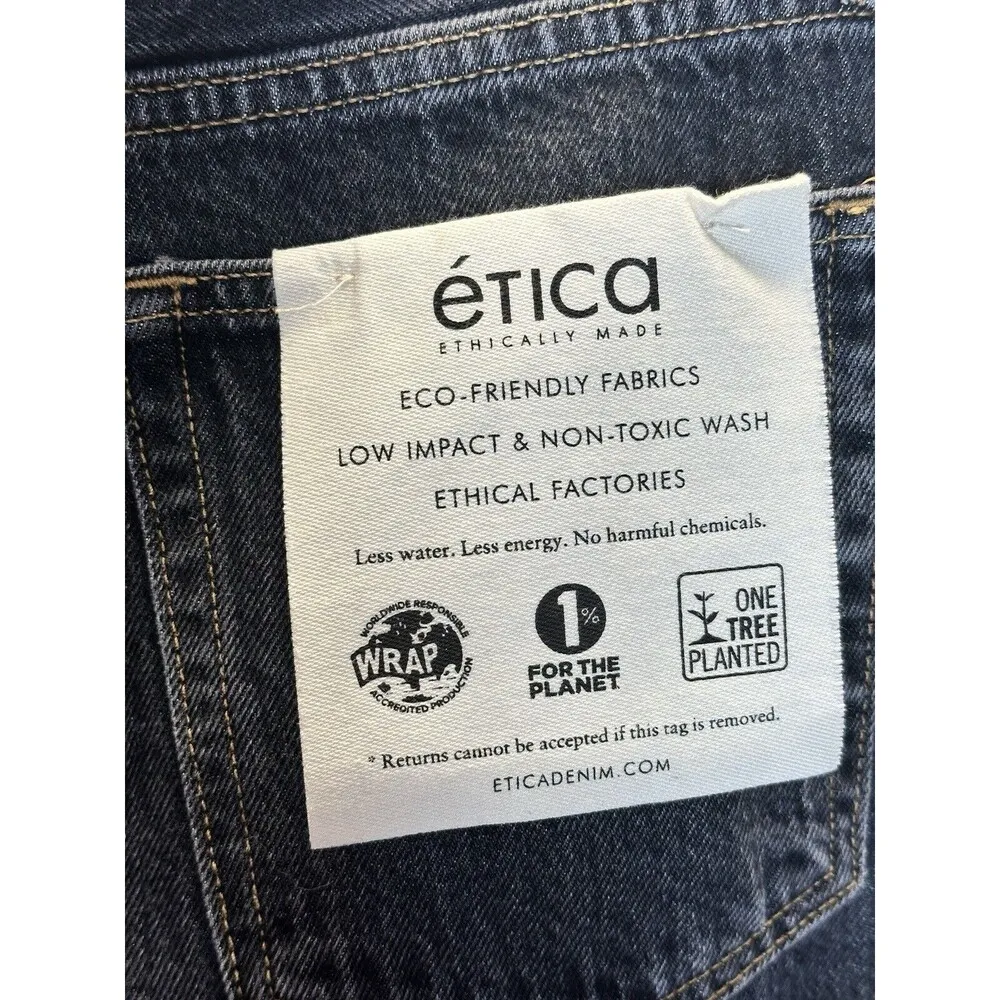 éTICa
ETHICALLY MADE
ECO-FRIENDLY FABRICS
LOW IMPACT & NON-TOXIC WASH
ETHICAL FACTORIES
Less water. Less energy. No harmful chemicals.
WORLDWIDE RESPONSIBLE
WRAP
ACCREDITED PRODUCTION
1%
FOR THE
PLANET
ONE
TREE
PLANTED
* Returns cannot be accepted if this tag is removed.
ETICADENIM.COM